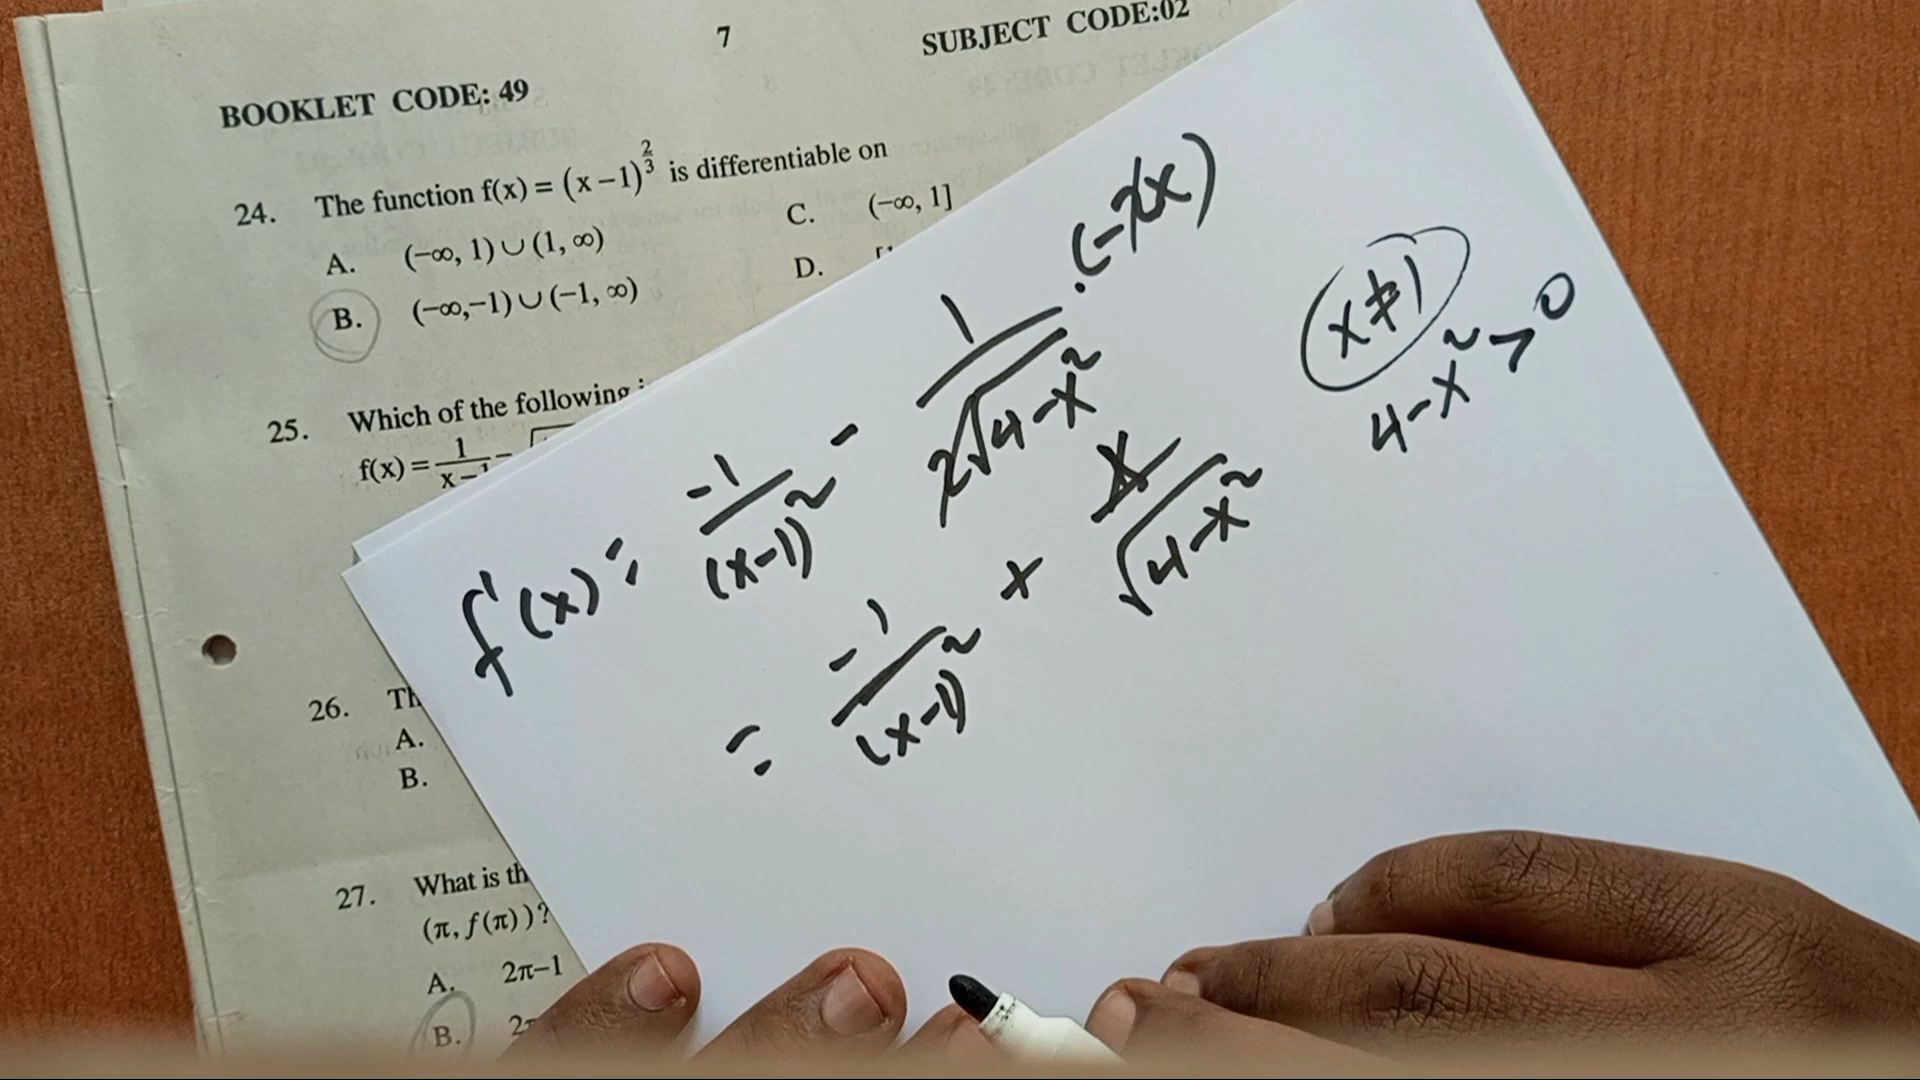 7
SUBJECT CODE:02
BOOKLET CODE: 49
24. The function f(x) = (x−1)^(2/3) is differentiable on
A. (−∞, 1) ∪ (1, ∞)
B. (−∞,−1) ∪ (−1, ∞)
C. (−∞, 1]
D.
25. Which of the following
f(x) = 1/(x−1 −
26.
A.
B.
27. What is
(π, f(π))?
A. 2π−1
B.
f'(x) = -1/(x-1)² - 1/(2√(4-x²)) · (-2x)
= -1/(x-1)² + x/√(4-x²)
x≠1
4-x²>0